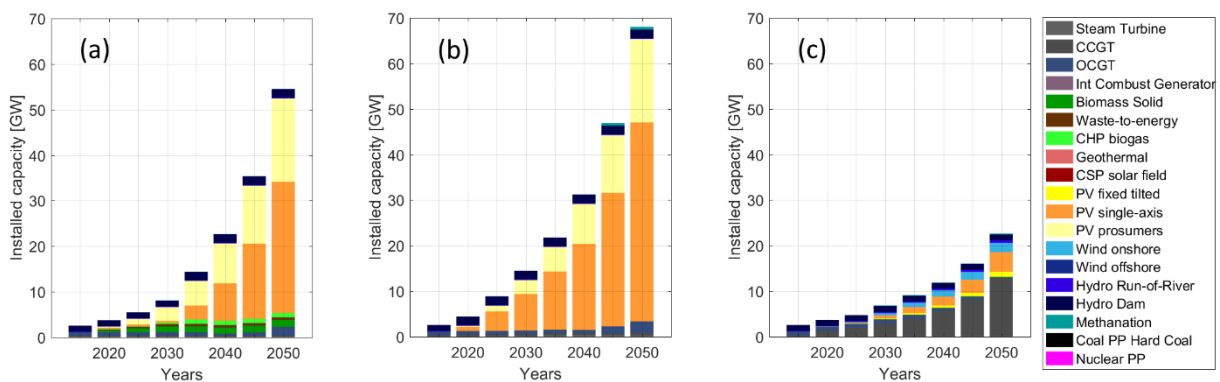 70
60
50
40
30
20
10
0
Installed capacity [GW]
(a)
2020 2030 2040 2050
Years
70
60
50
40
30
20
10
0
Installed capacity [GW]
(b)
2020 2030 2040 2050
Years
70
60
50
40
30
20
10
0
Installed capacity [GW]
(c)
2020 2030 2040 2050
Years
Steam Turbine
CCGT
OCGT
Int Combust Generator
Biomass Solid
Waste-to-energy
CHP biogas
Geothermal
CSP solar field
PV fixed tilted
PV single-axis
PV prosumers
Wind onshore
Wind offshore
Hydro Run-of-River
Hydro Dam
Methanation
Coal PP Hard Coal
Nuclear PP